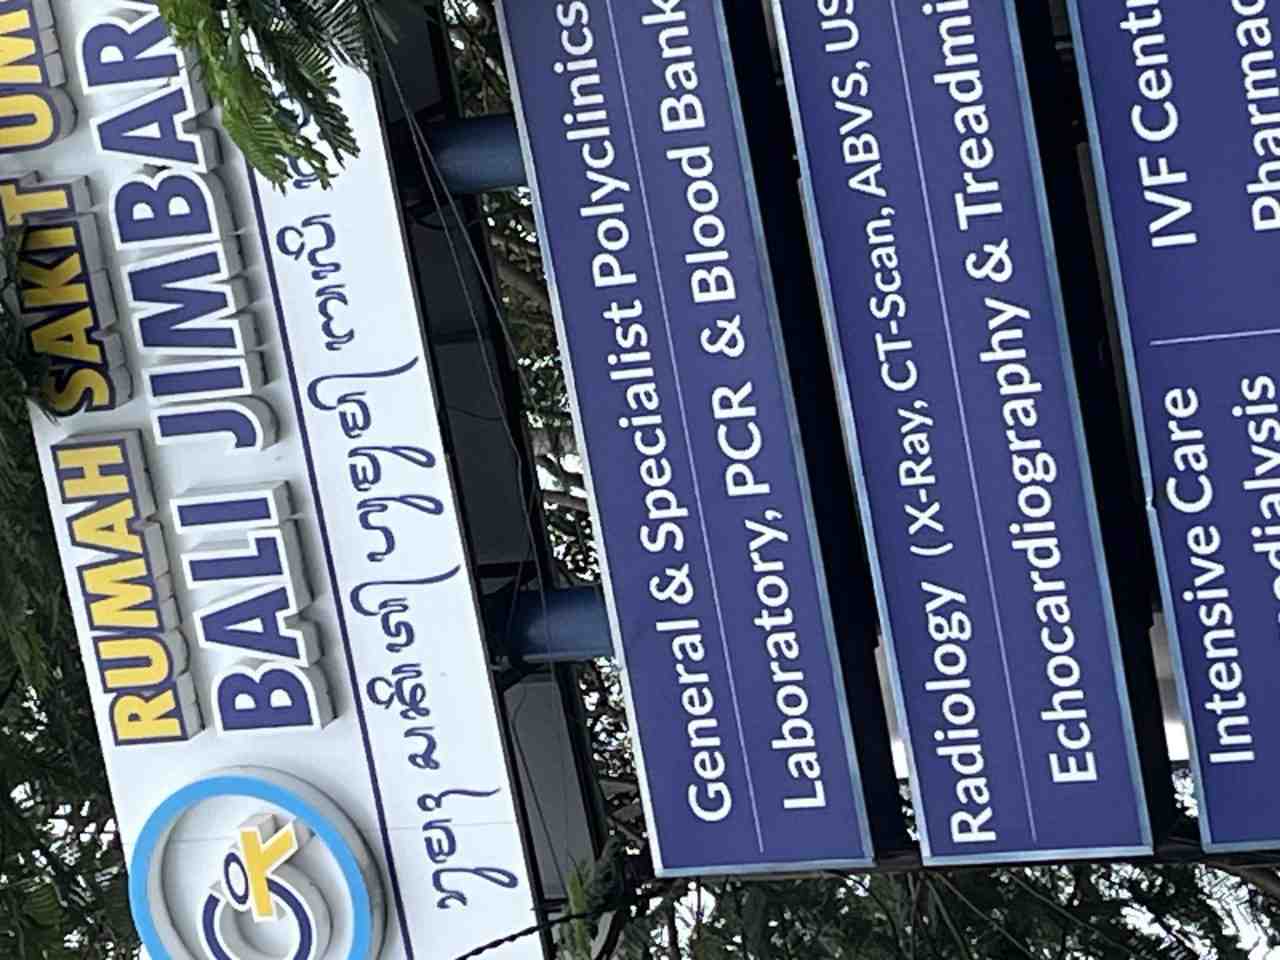 RUMAH SAKIT UM
BALI JIMBAR
General & Specialist Polyclinics
Laboratory, PCR & Blood Bank
Radiology (X-Ray, CT-Scan, ABVS, US
Echocardiography & Treadmi
Intensive Care
IVF Cent